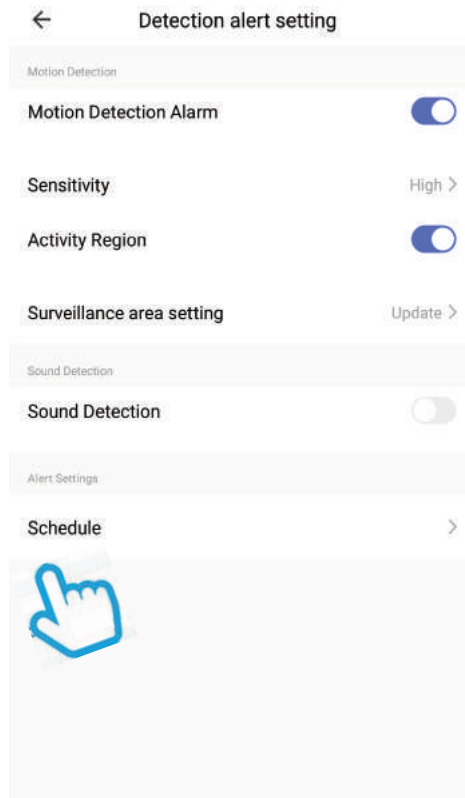 Detection alert setting
Motion Detection
Motion Detection Alarm
Sensitivity High
Activity Region
Surveillance area setting Update
Sound Detection
Sound Detection
Alert Settings
Schedule